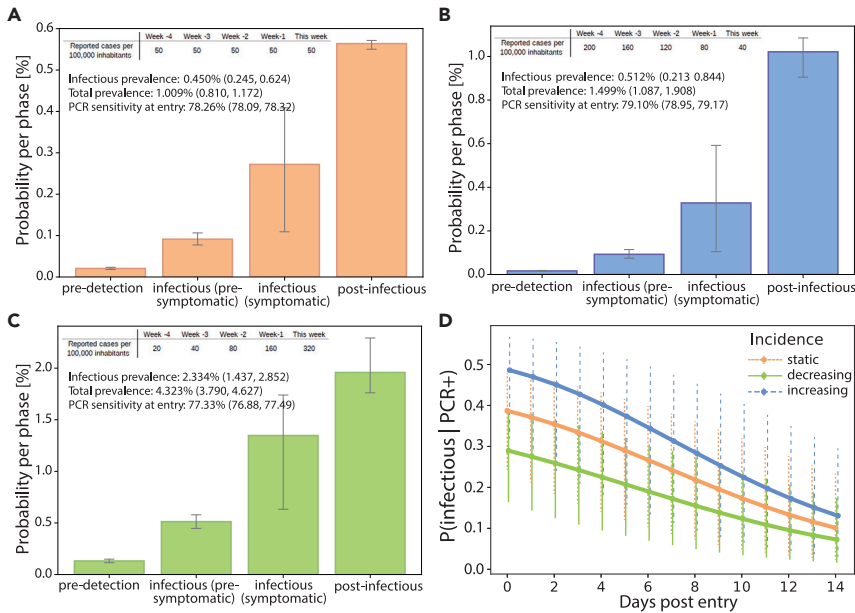 A
Week -4 Week -3 Week -2 Week-1 This week
Reported cases per
100,000 inhabitants
50 50 50 50 50
Infectious prevalence: 0.450% (0.245, 0.624)
Total prevalence: 1.009% (0.810, 1.172)
PCR sensitivity at entry: 78.26% (78.09, 78.32)
Probability per phase [%]
0.6
0.5
0.4
0.3
0.2
0.1
0.0
pre-detection
infectious (pre-
symptomatic)
infectious
(symptomatic)
post-infectious
B
Week -4 Week -3 Week -2 Week-1 This week
Reported cases per
100,000 inhabitants
200 160 120 80 40
Infectious prevalence: 0.512% (0.213 0.844)
Total prevalence: 1.499% (1.087, 1.908)
PCR sensitivity at entry: 79.10% (78.95, 79.17)
Probability per phase [%]
1.0
0.8
0.6
0.4
0.2
0.0
pre-detection
infectious (pre-
symptomatic)
infectious
(symptomatic)
post-infectious
C
Week -4 Week -3 Week -2 Week-1 This week
Reported cases per
100,000 inhabitants
20 40 80 160 320
Infectious prevalence: 2.334% (1.437, 2.852)
Total prevalence: 4.323% (3.790, 4.627)
PCR sensitivity at entry: 77.33% (76.88, 77.49)
Probability per phase [%]
2.0
1.5
1.0
0.5
0.0
pre-detection
infectious (pre-
symptomatic)
infectious
(symptomatic)
post-infectious
D
Incidence
static
decreasing
increasing
P(infectious | PCR+)
0.5
0.4
0.3
0.2
0.1
0.0
0 2 4 6 8 10 12 14
Days post entry